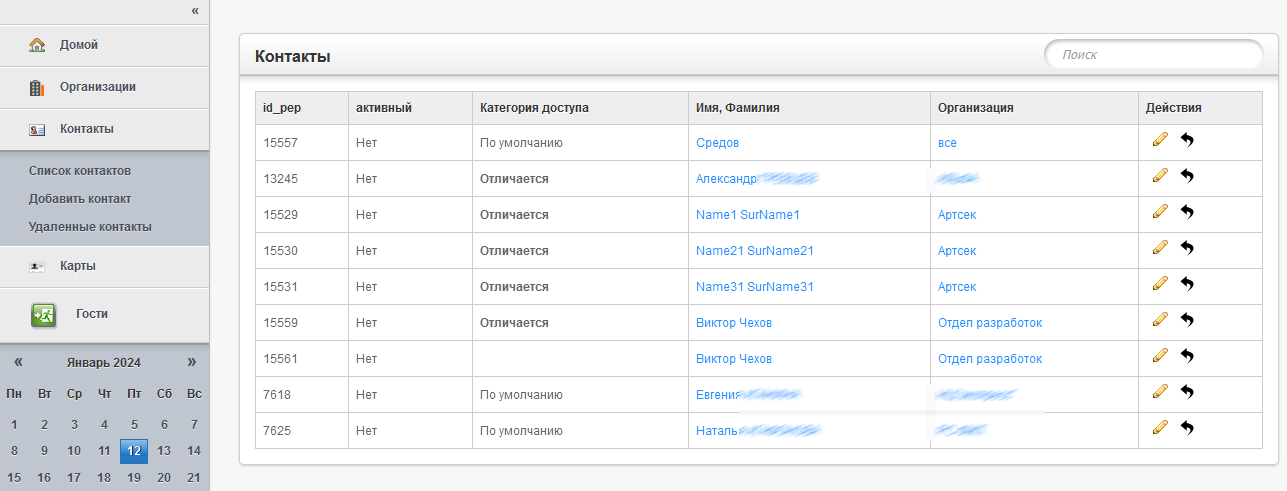 «
Домой
Организации
Контакты
Список контактов
Добавить контакт
Удаленные контакты
Карты
Гости
« Январь 2024 »
Пн Вт Ср Чт Пт Сб Вс
1 2 3 4 5 6 7
8 9 10 11 12 13 14
15 16 17 18 19 20 21
Контакты
Поиск
id_pep активный Категория доступа Имя, Фамилия Организация Действия
15557 Нет По умолчанию Средов все
13245 Нет Отличается Александр
15529 Нет Отличается Name1 SurName1 Артсек
15530 Нет Отличается Name21 SurName21 Артсек
15531 Нет Отличается Name31 SurName31 Артсек
15559 Нет Отличается Виктор Чехов Отдел разработок
15561 Нет Виктор Чехов Отдел разработок
7618 Нет По умолчанию Евгения
7625 Нет По умолчанию Наталь